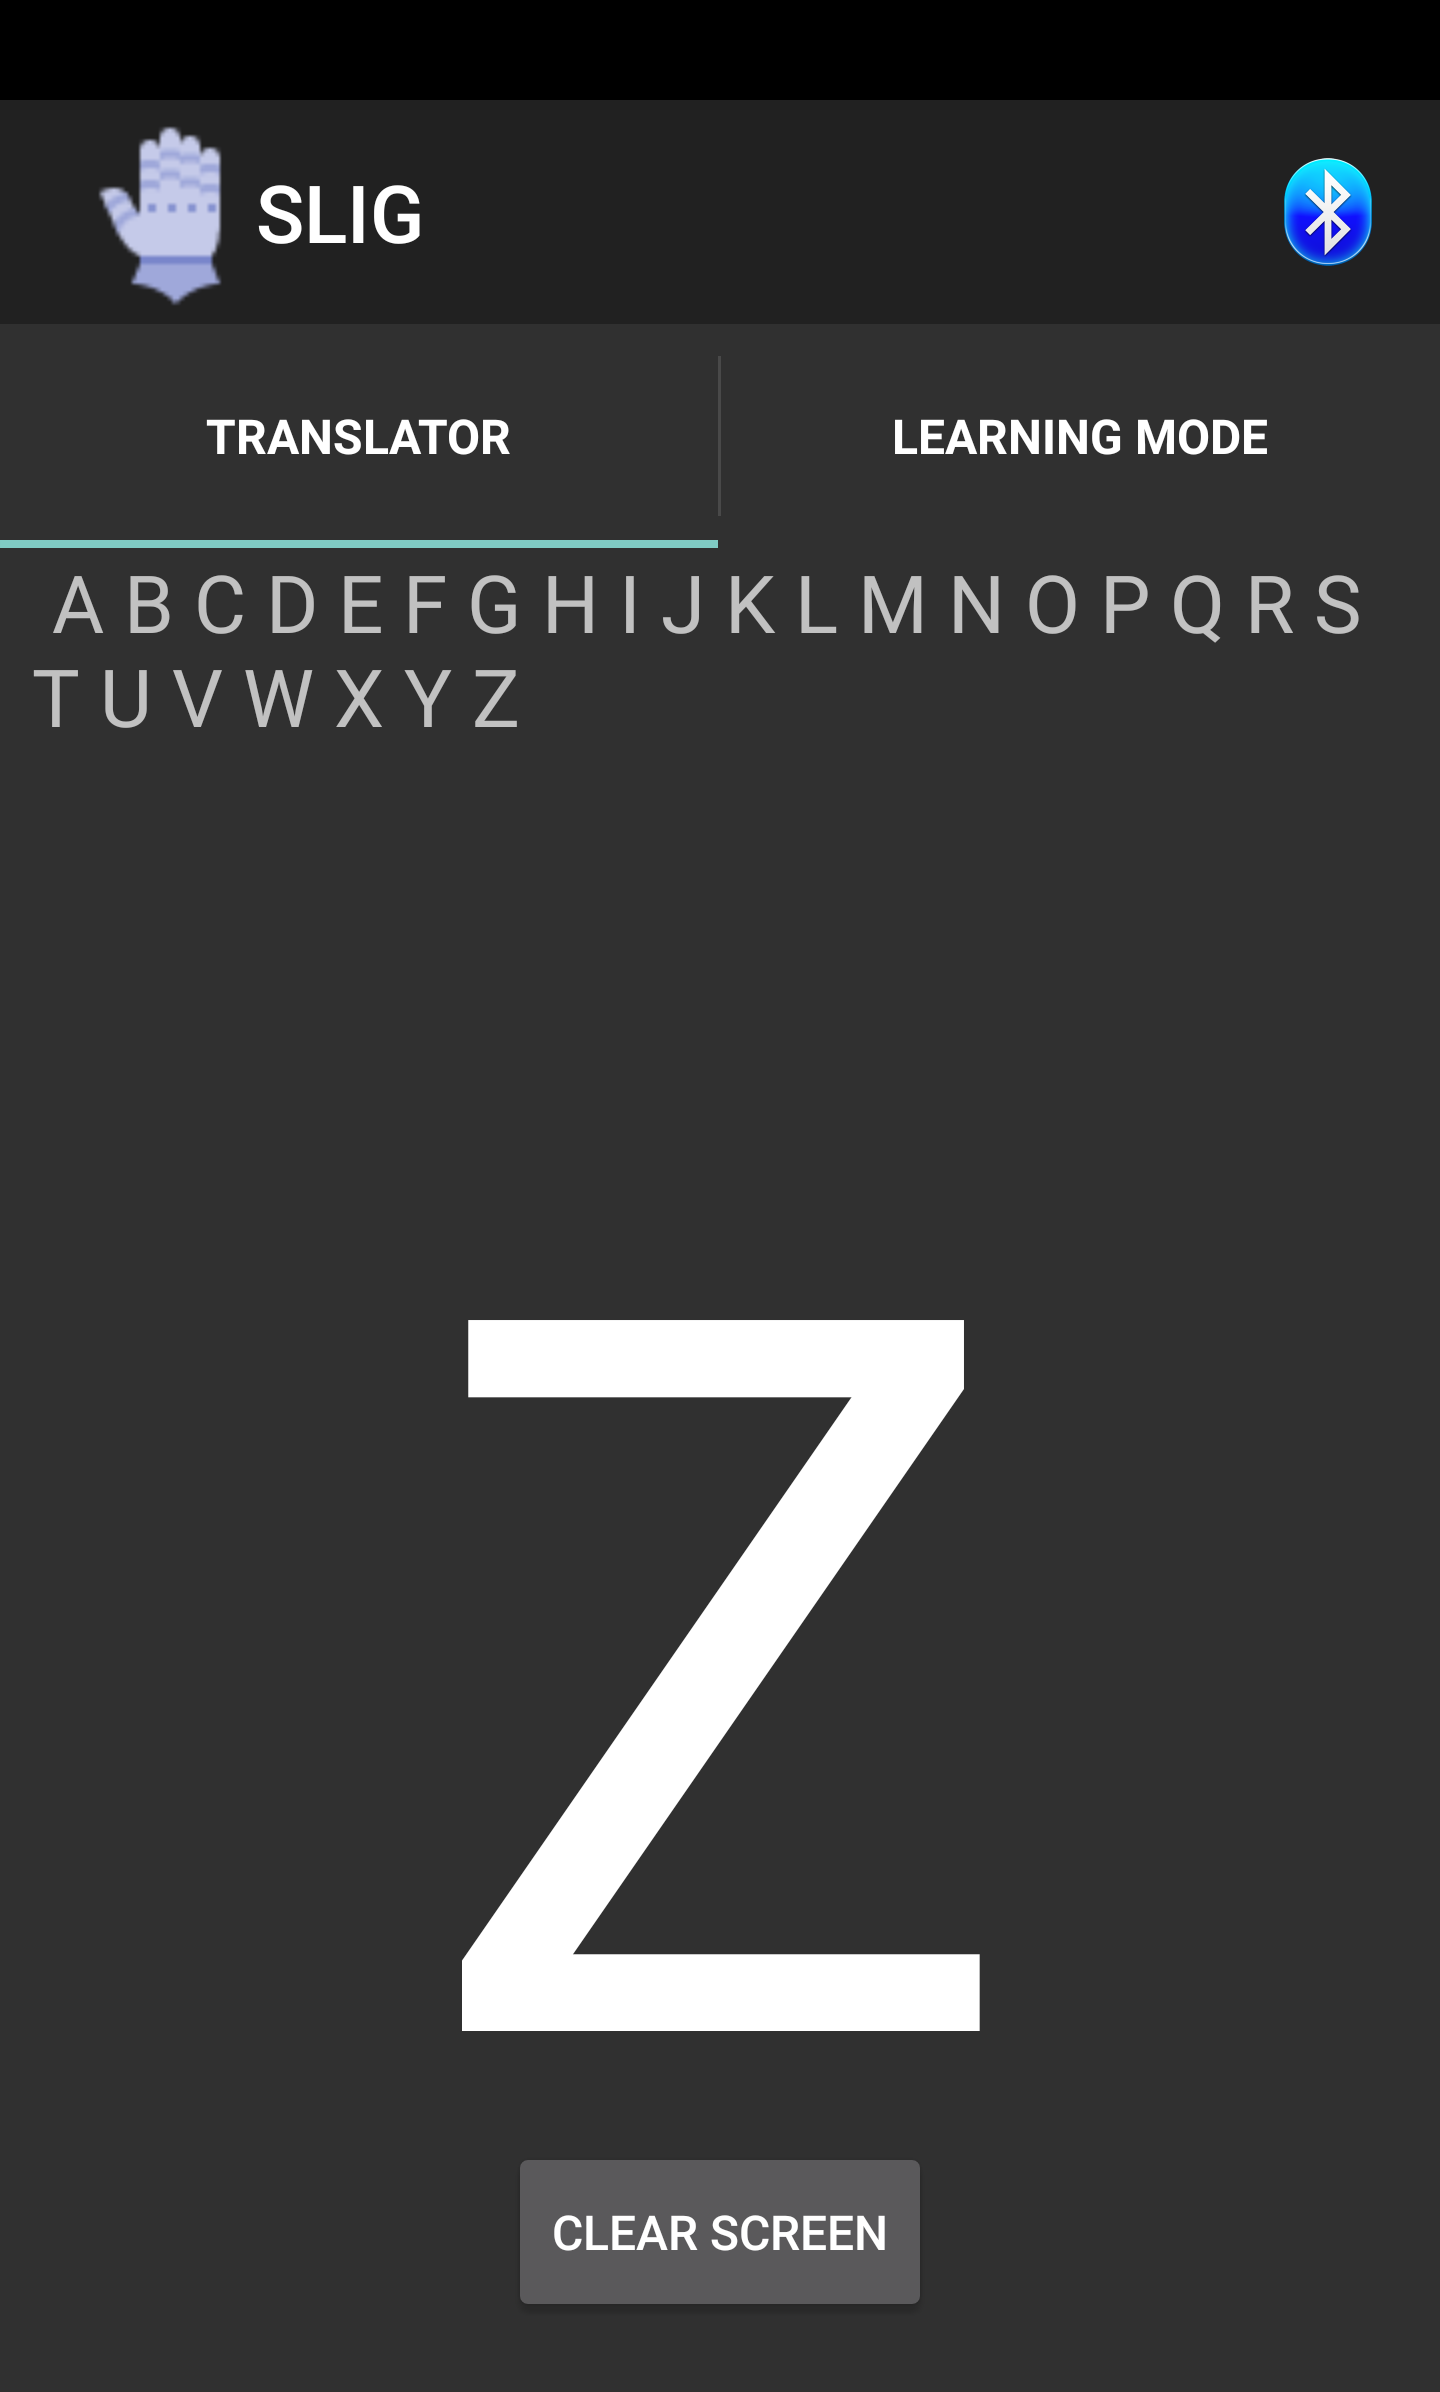 SLIG
TRANSLATOR
LEARNING MODE
A B C D E F G H I J K L M N O P Q R S
T U V W X Y Z
Z
CLEAR SCREEN